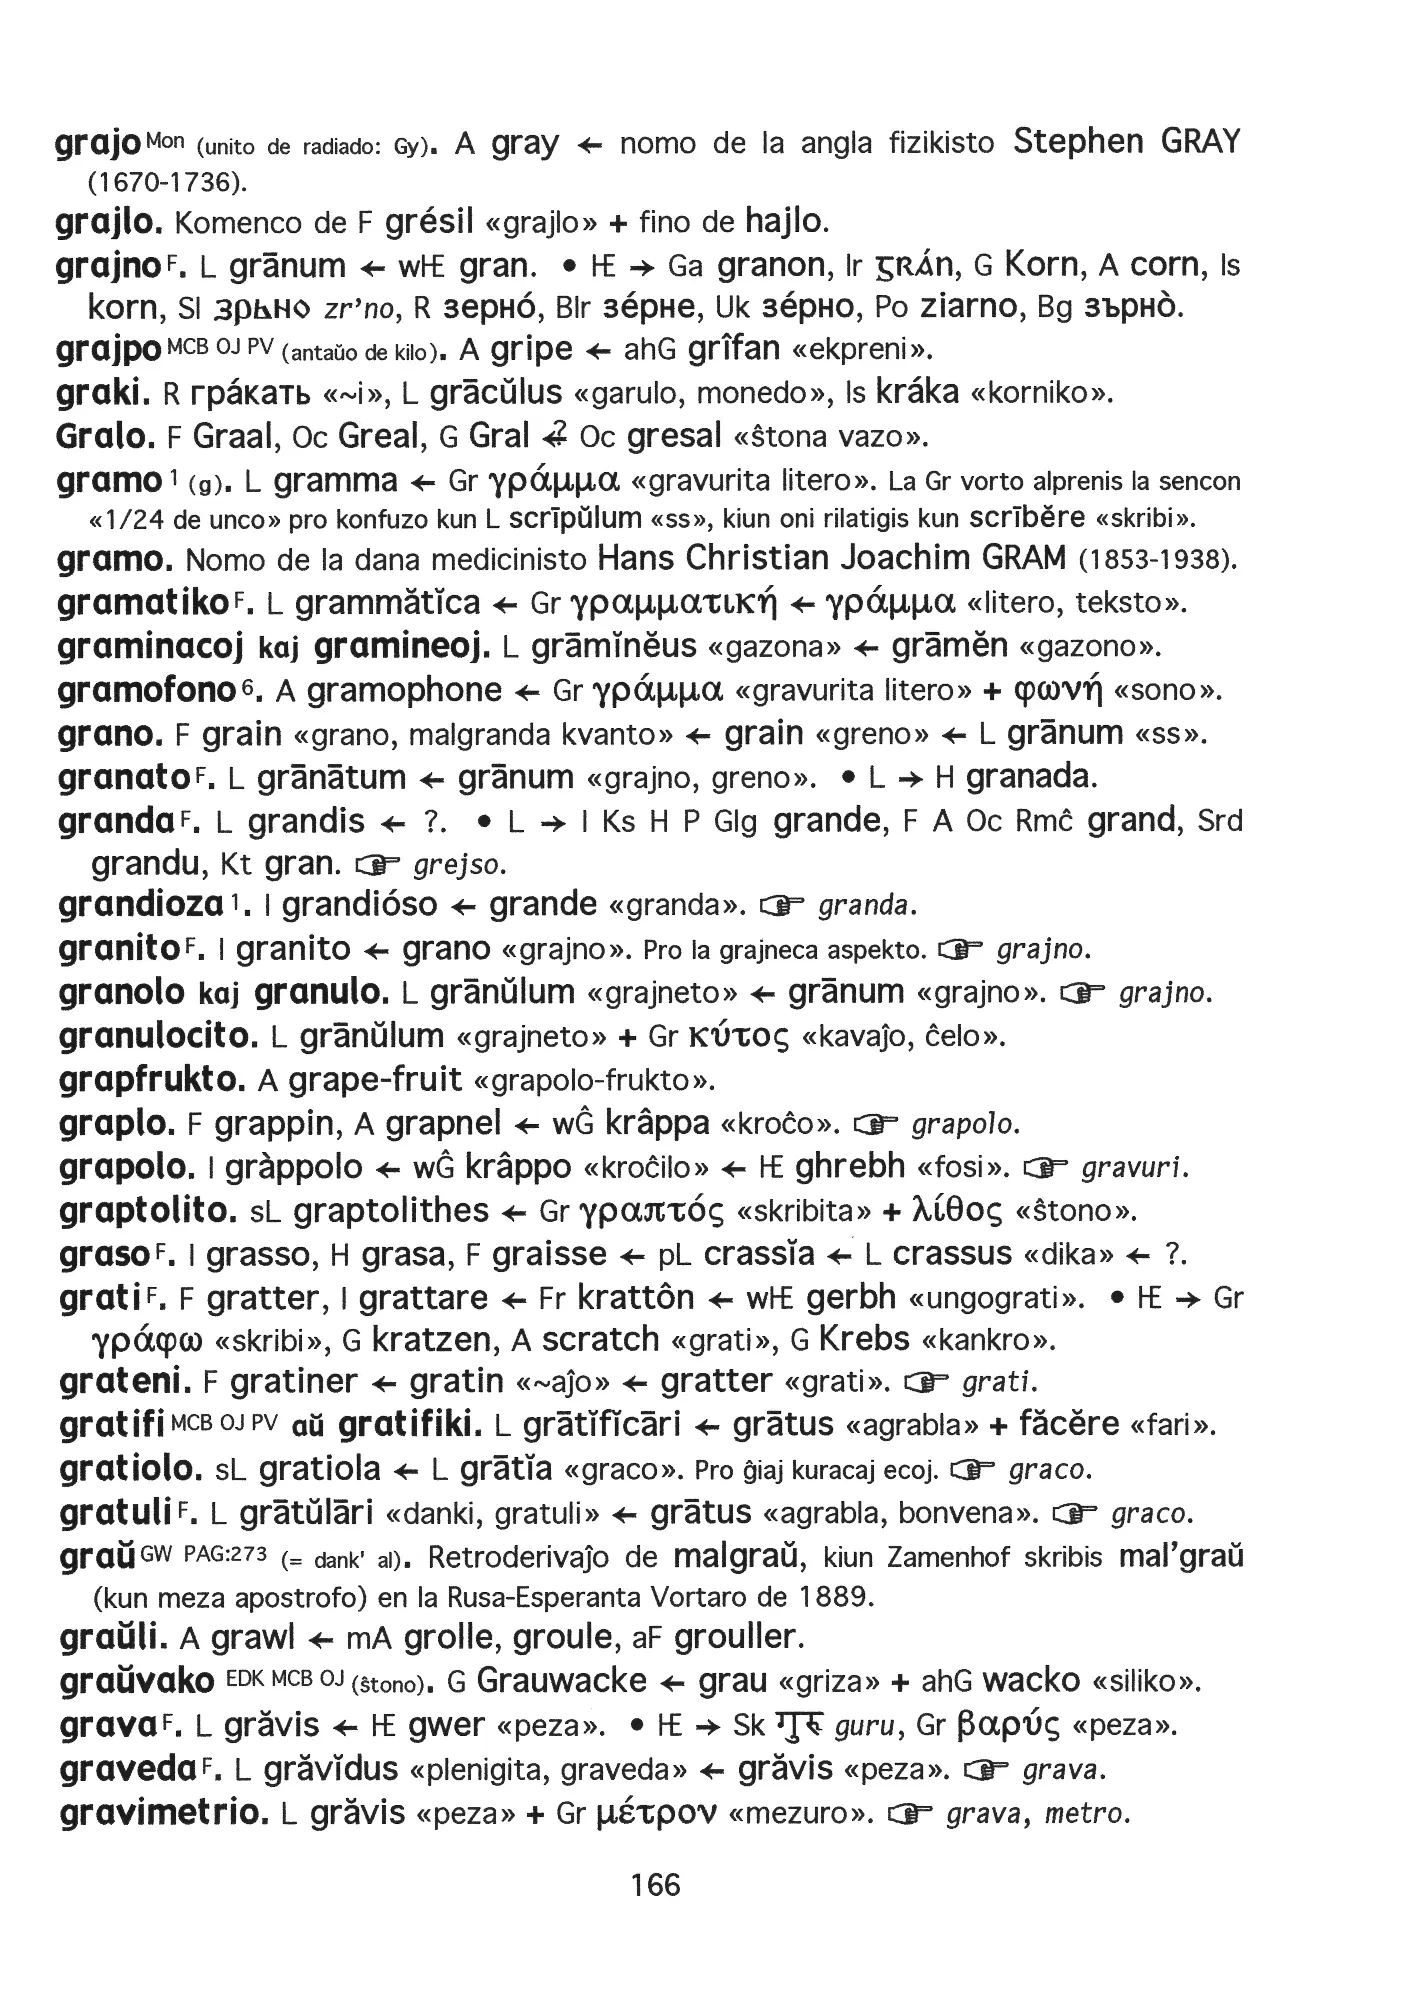 grajo Mon (unito de radiado: Gy). A gray ← nomo de la angla fizikisto Stephen GRAY
(1670-1736).
grajlo. Komenco de F grésil «grajlo» + fino de hajlo.
grajno F. L grānum ← wIE gran. • IE → Ga granon, Ir ᵹrán, G Korn, A corn, Is
korn, Sl зрьно zr’no, R зернó, Blr зéрне, Uk зéрно, Po ziarno, Bg зърнò.
grajpo MCB OJ PV (antaŭo de kilo). A gripe ← ahG grîfan «ekpreni».
graki. R грáкать «~i», L grācŭlus «garulo, monedo», Is kráka «korniko».
Gralo. F Graal, Oc Greal, G Gral ←? Oc gresal «ŝtona vazo».
gramo 1 (g). L gramma ← Gr γράμμα «gravurita litero». La Gr vorto alprenis la sencon
«1/24 de unco» pro konfuzo kun L scrīpŭlum «ss», kiun oni rilatigis kun scrībĕre «skribi».
gramo. Nomo de la dana medicinisto Hans Christian Joachim GRAM (1853-1938).
gramatiko F. L grammătĭca ← Gr γραμματική ← γράμμα «litero, teksto».
graminacoj kaj gramineoj. L grāmĭnĕus «gazona» ← grāmĕn «gazono».
gramofono 6. A gramophone ← Gr γράμμα «gravurita litero» + φωνή «sono».
grano. F grain «grano, malgranda kvanto» ← grain «greno» ← L grānum «ss».
granato F. L grānātum ← grānum «grajno, greno». • L → H granada.
granda F. L grandis ← ?. • L → I Ks H P Glg grande, F A Oc Rmĉ grand, Srd
grandu, Kt gran. ☞ grejso.
grandioza 1. I grandióso ← grande «granda». ☞ granda.
granito F. I granito ← grano «grajno». Pro la grajneca aspekto. ☞ grajno.
granolo kaj granulo. L grānŭlum «grajneto» ← grānum «grajno». ☞ grajno.
granulocito. L grānŭlum «grajneto» + Gr κύτος «kavaĵo, ĉelo».
grapfrukto. A grape-fruit «grapolo-frukto».
graplo. F grappin, A grapnel ← wĜ krâppa «kroĉo». ☞ grapolo.
grapolo. I gràppolo ← wĜ krâppo «kroĉilo» ← IE ghrebh «fosi». ☞ gravuri.
graptolito. sL graptolithes ← Gr γραπτός «skribita» + λίθος «ŝtono».
graso F. I grasso, H grasa, F graisse ← pL crassĭa ← L crassus «dika» ← ?.
grati F. F gratter, I grattare ← Fr krattôn ← wIE gerbh «ungograti». • IE → Gr
γράφω «skribi», G kratzen, A scratch «grati», G Krebs «kankro».
grateni. F gratiner ← gratin «~aĵo» ← gratter «grati». ☞ grati.
gratifi MCB OJ PV aŭ gratifiki. L grātĭfĭcāri ← grātus «agrabla» + făcĕre «fari».
gratiolo. sL gratiola ← L grātĭa «graco». Pro ĝiaj kuracaj ecoj. ☞ graco.
gratuli F. L grātŭlāri «danki, gratuli» ← grātus «agrabla, bonvena». ☞ graco.
graŭ GW PAG:273 (= dank' al). Retroderivaĵo de malgraŭ, kiun Zamenhof skribis mal’graŭ
(kun meza apostrofo) en la Rusa-Esperanta Vortaro de 1889.
graŭli. A grawl ← mA grolle, groule, aF grouller.
graŭvako EDK MCB OJ (ŝtono). G Grauwacke ← grau «griza» + ahG wacko «siliko».
grava F. L grăvis ← IE gwer «peza». • IE → Sk गुरु guru, Gr βαρύς «peza».
graveda F. L grăvĭdus «plenigita, graveda» ← grăvis «peza». ☞ grava.
gravimetrio. L grăvis «peza» + Gr μέτρον «mezuro». ☞ grava, metro.
166